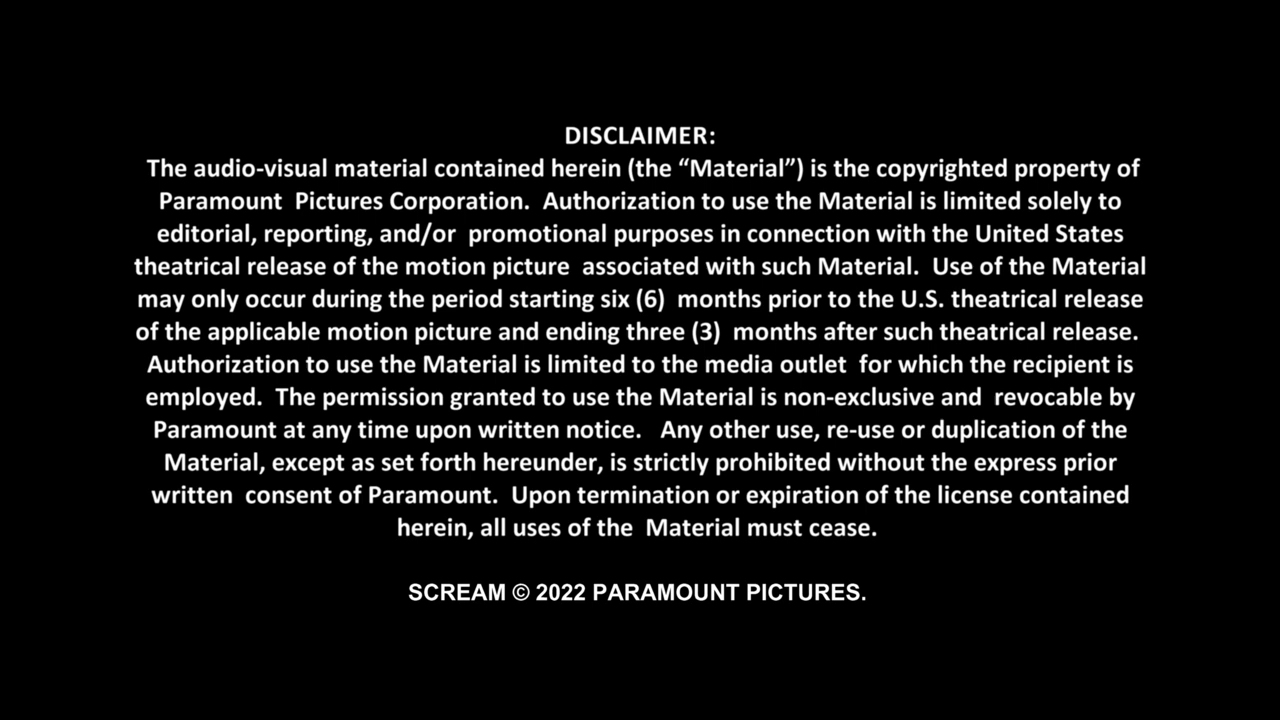 DISCLAIMER:
The audio-visual material contained herein (the “Material”) is the copyrighted property of
Paramount  Pictures Corporation.  Authorization to use the Material is limited solely to
editorial, reporting, and/or  promotional purposes in connection with the United States
theatrical release of the motion picture  associated with such Material.  Use of the Material
may only occur during the period starting six (6)  months prior to the U.S. theatrical release
of the applicable motion picture and ending three (3)  months after such theatrical release.
Authorization to use the Material is limited to the media outlet  for which the recipient is
employed.  The permission granted to use the Material is non-exclusive and  revocable by
Paramount at any time upon written notice.   Any other use, re-use or duplication of the
Material, except as set forth hereunder, is strictly prohibited without the express prior
written  consent of Paramount.  Upon termination or expiration of the license contained
herein, all uses of the  Material must cease.
SCREAM © 2022 PARAMOUNT PICTURES.